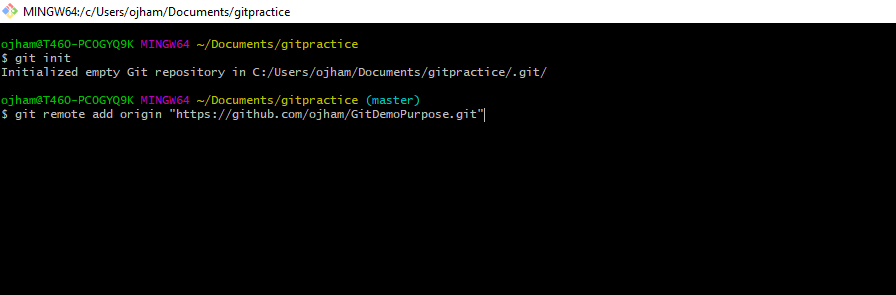 MINGW64:/c/Users/ojham/Documents/gitpractice
ojham@T460-PC0GYQ9K MINGW64 ~/Documents/gitpractice
$ git init
Initialized empty Git repository in C:/Users/ojham/Documents/gitpractice/.git/
ojham@T460-PC0GYQ9K MINGW64 ~/Documents/gitpractice (master)
$ git remote add origin "https://github.com/ojham/GitDemoPurpose.git"